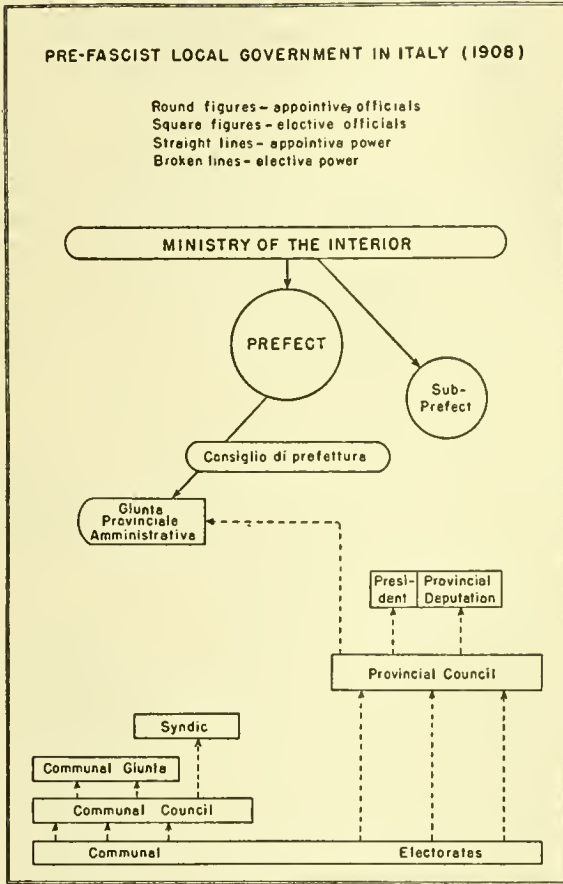 PRE-FASCIST LOCAL GOVERNMENT IN ITALY (1908)
Round figures – appointive, officials
Square figures – elective officials
Straight lines – appointiva power
Broken lines – electiva power
MINISTRY OF THE INTERIOR
PREFECT
Sub-
Prefect
Consiglio di prefettura
Giunta
Provinciale
Amministrativa
Presi-
dent
Provincial
Deputation
Provincial Council
Syndic
Communal Giunta
Communal Council
Communal Electorates